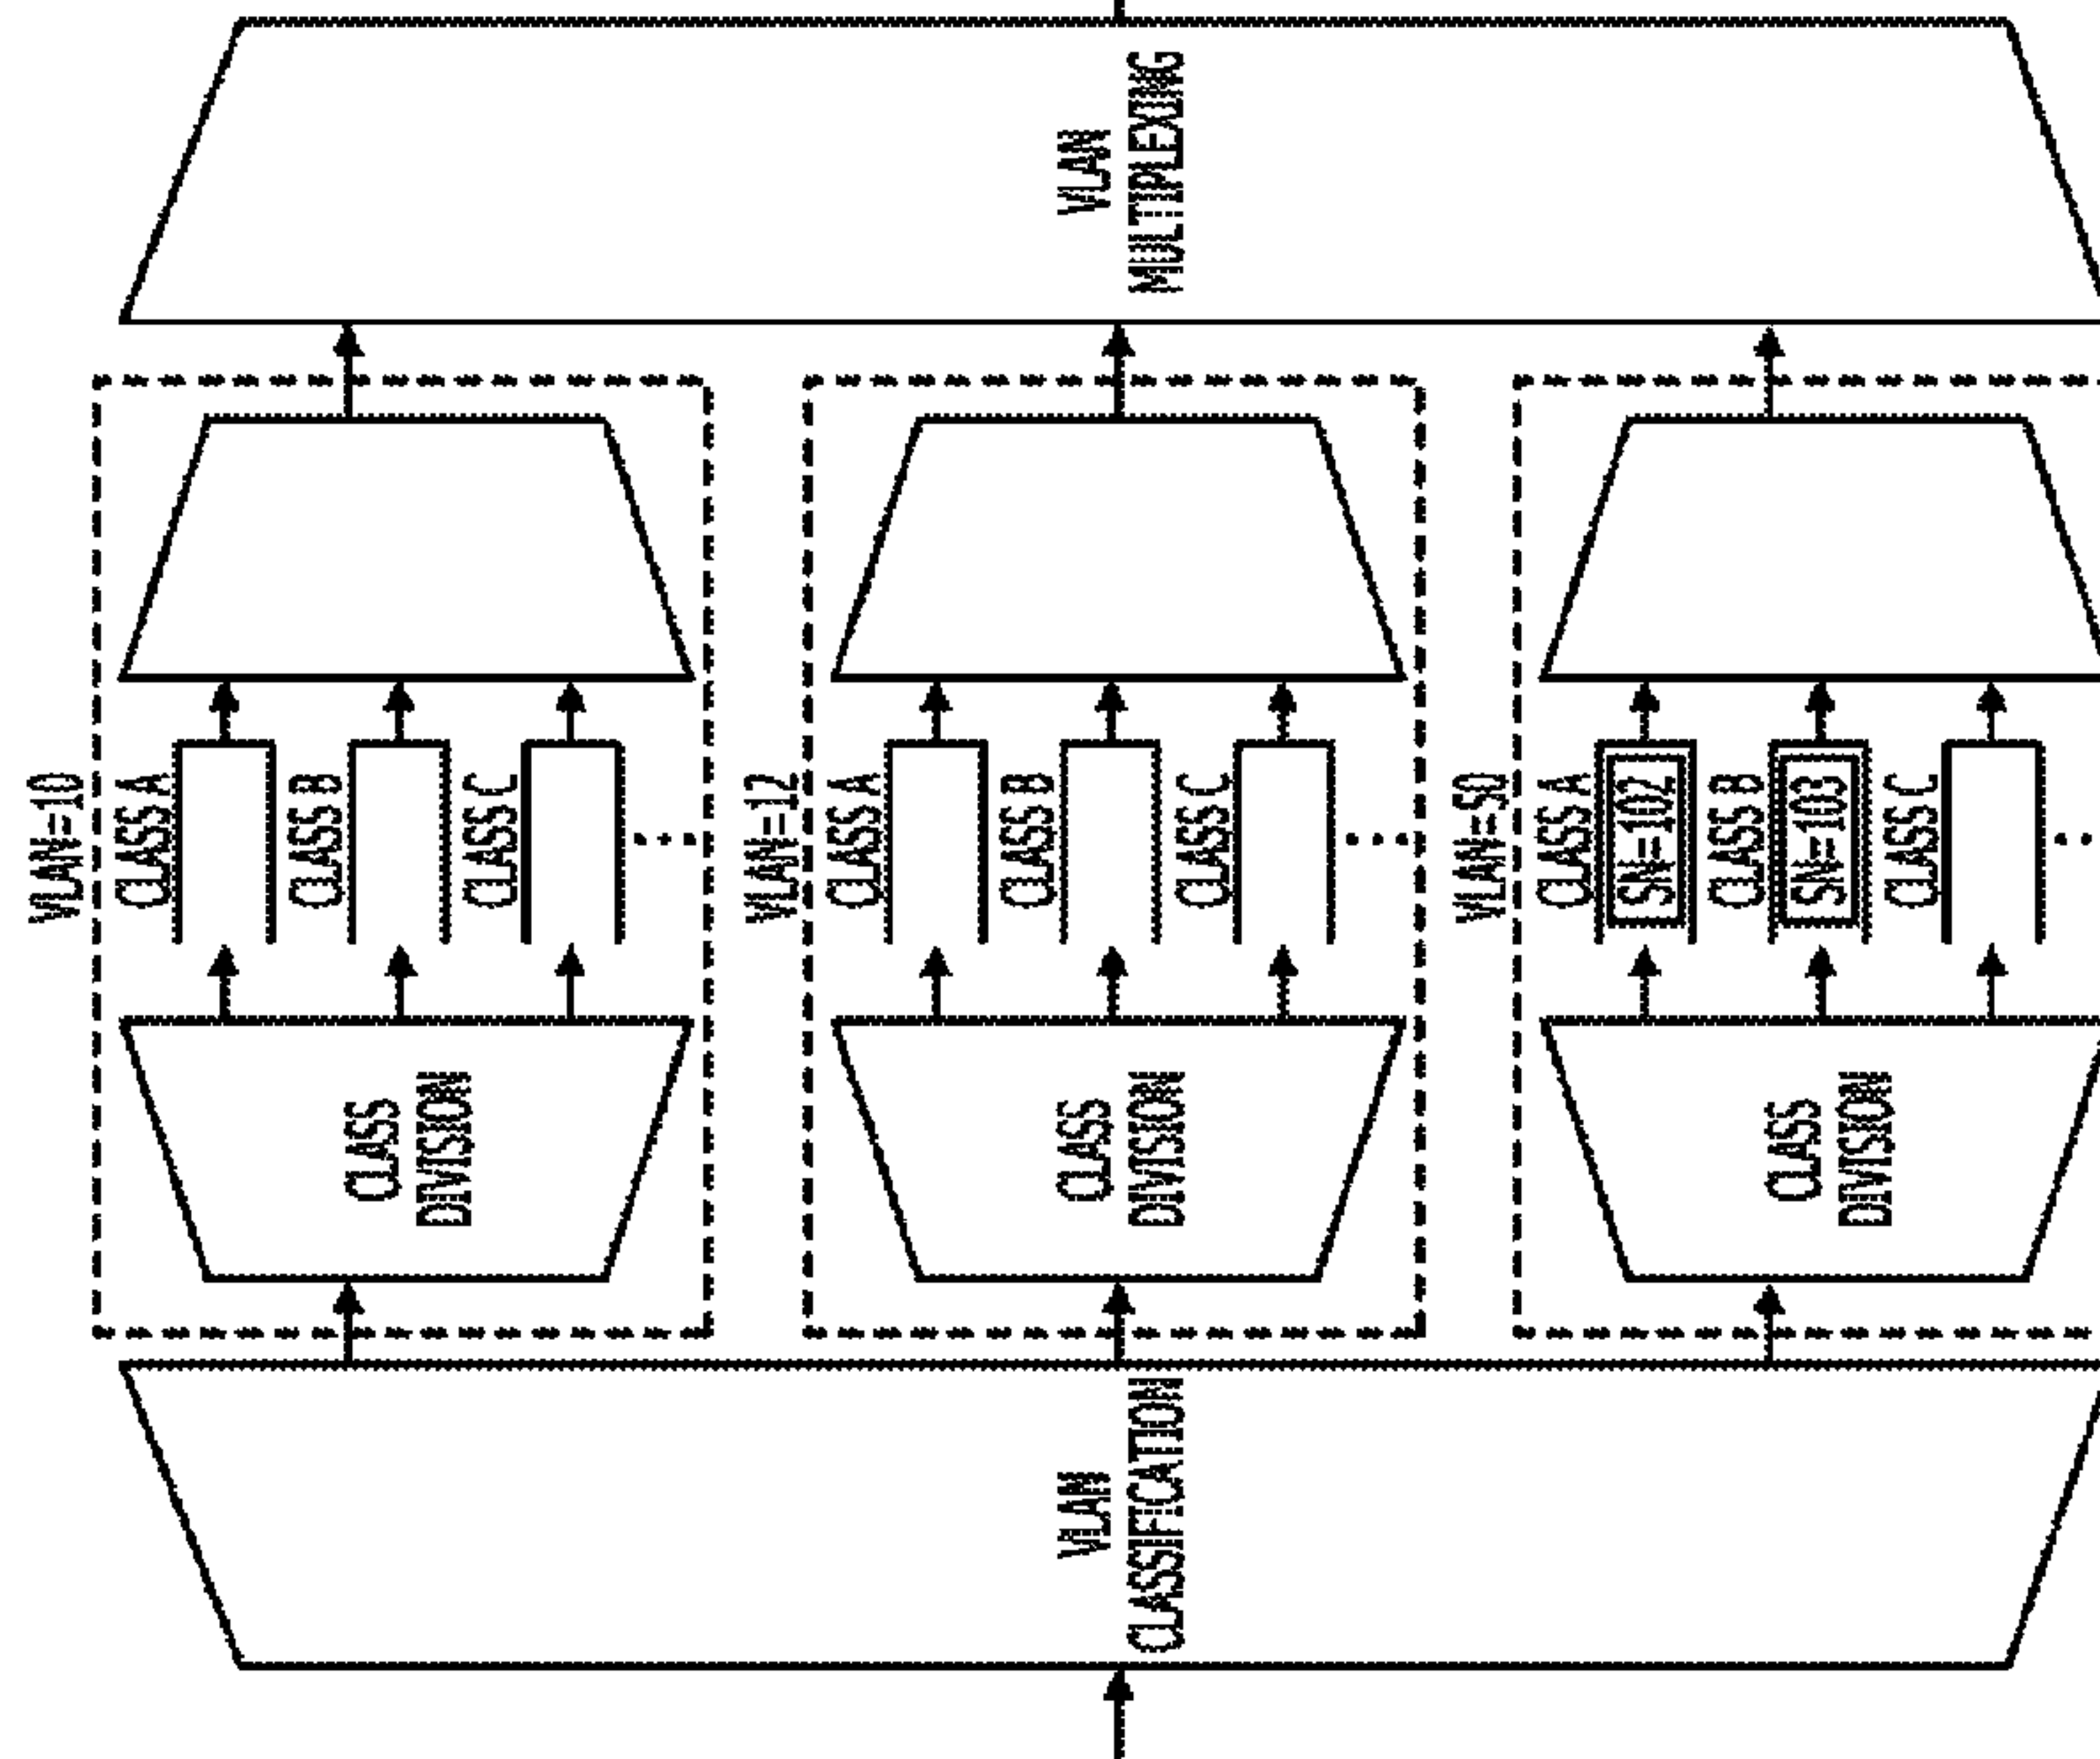 VLAN
CLASSIFICATION
VLAN=10
CLASS
DIVISION
CLASS A
CLASS B
CLASS C
VLAN=12
CLASS
DIVISION
CLASS A
CLASS B
CLASS C
VLAN=50
CLASS
DIVISION
CLASS A
SN=102
CLASS B
SN=103
CLASS C
VLAN
MULTIPLEXING